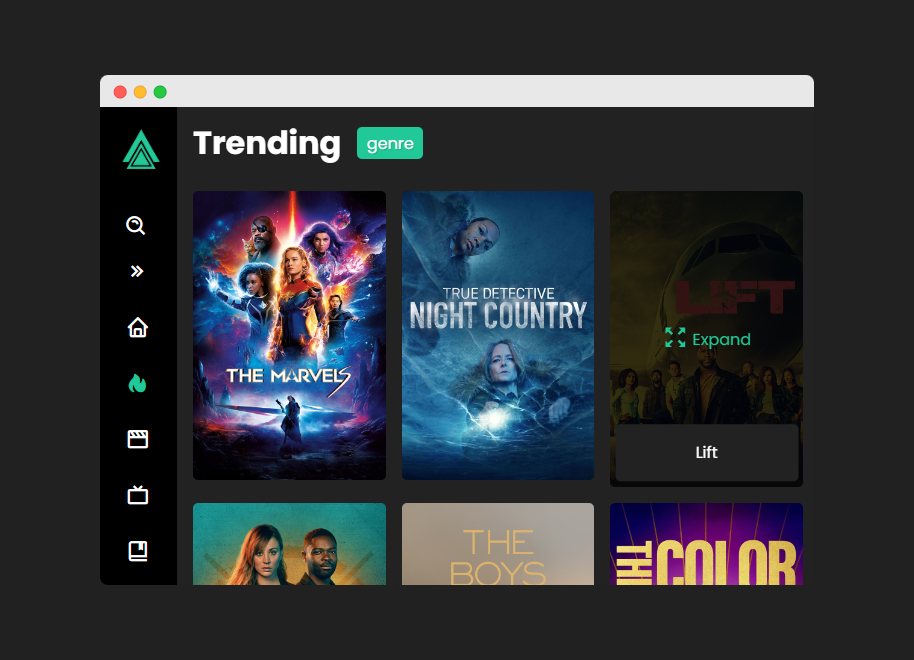 Trending
genre
THE MARVELS
TRUE DETECTIVE
NIGHT COUNTRY
LIFT
Expand
Lift
THE
BOYS
THE
COLOR